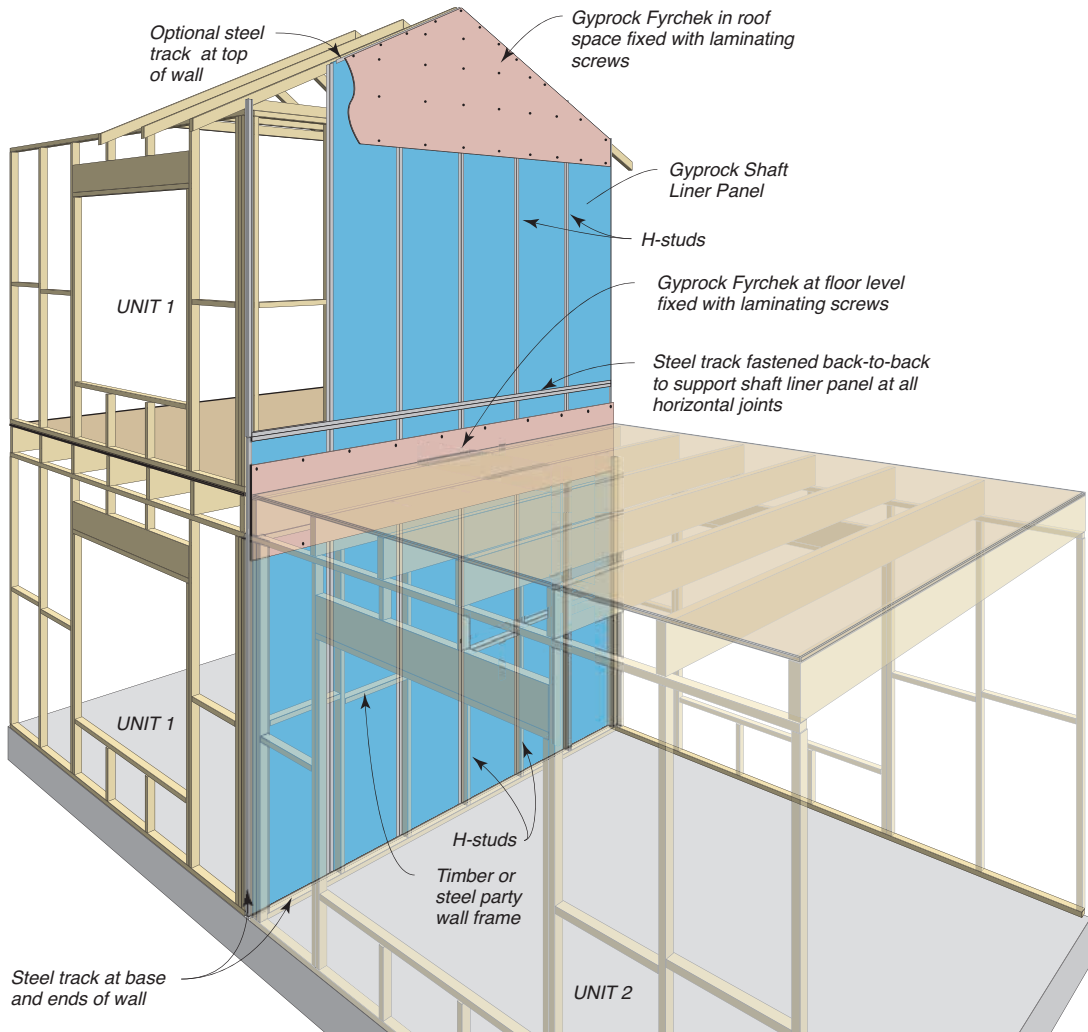 Optional steel
track at top
of wall
Gyprock Fyrchek in roof
space fixed with laminating
screws
Gyprock Shaft
Liner Panel
H-studs
UNIT 1
Gyprock Fyrchek at floor level
fixed with laminating screws
Steel track fastened back-to-back
to support shaft liner panel at all
horizontal joints
UNIT 1
H-studs
Timber or
steel party
wall frame
Steel track at base
and ends of wall
UNIT 2